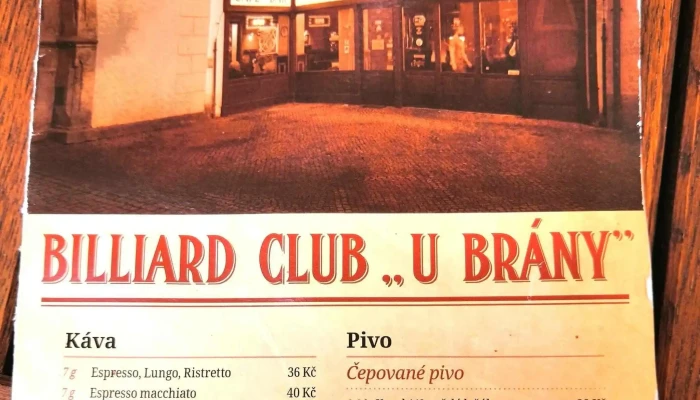 BILLIARD CLUB „U BRÁNY”
Káva
7g Espresso, Lungo, Ristretto 36 Kč
7g Espresso macchiato 40 Kč
Pivo
Čepované pivo